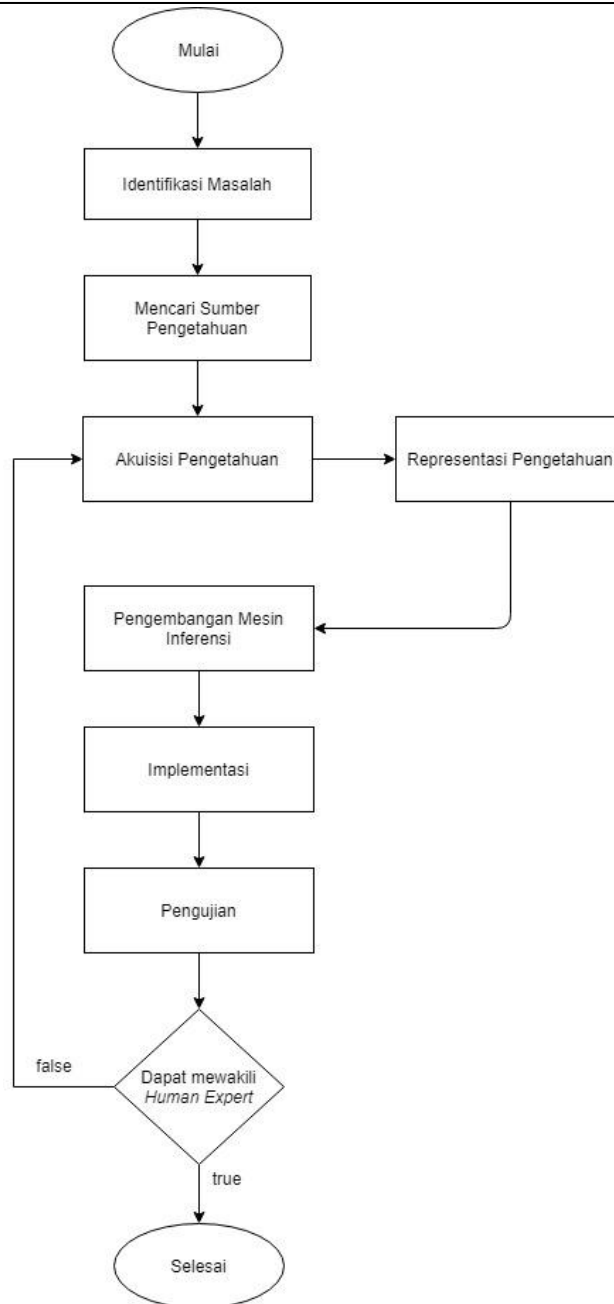 Mulai
Identifikasi Masalah
Mencari Sumber
Pengetahuan
Akuisisi Pengetahuan
Representasi Pengetahuan
Pengembangan Mesin
Inferensi
Implementasi
Pengujian
Dapat mewakili
Human Expert
false
true
Selesai